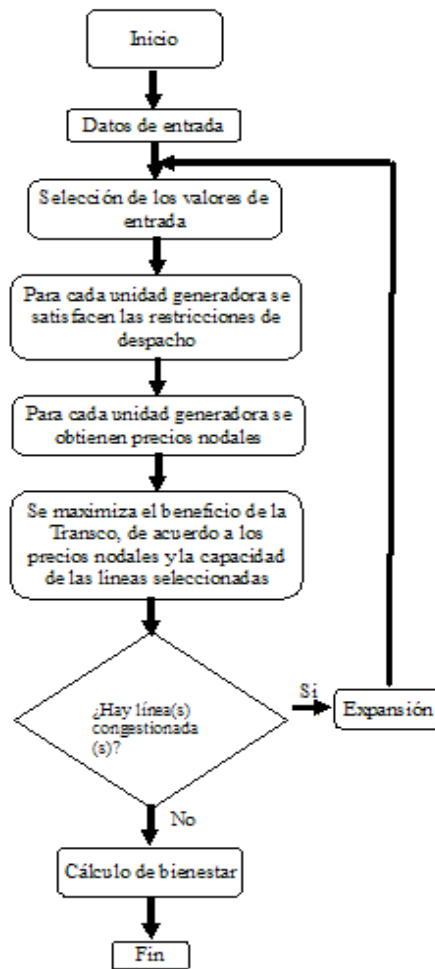 Inicio
Datos de entrada
Selección de los valores de
entrada
Para cada unidad generadora se
satisfacen las restricciones de
despacho
Para cada unidad generadora se
obtienen precios nodales
Se maximiza el beneficio de la
Transco, de acuerdo a los
precios nodales y la capacidad
de las líneas seleccionadas
¿Hay línea(s)
congestionada
(s)?
Si
Expansión
No
Cálculo de bienestar
Fin